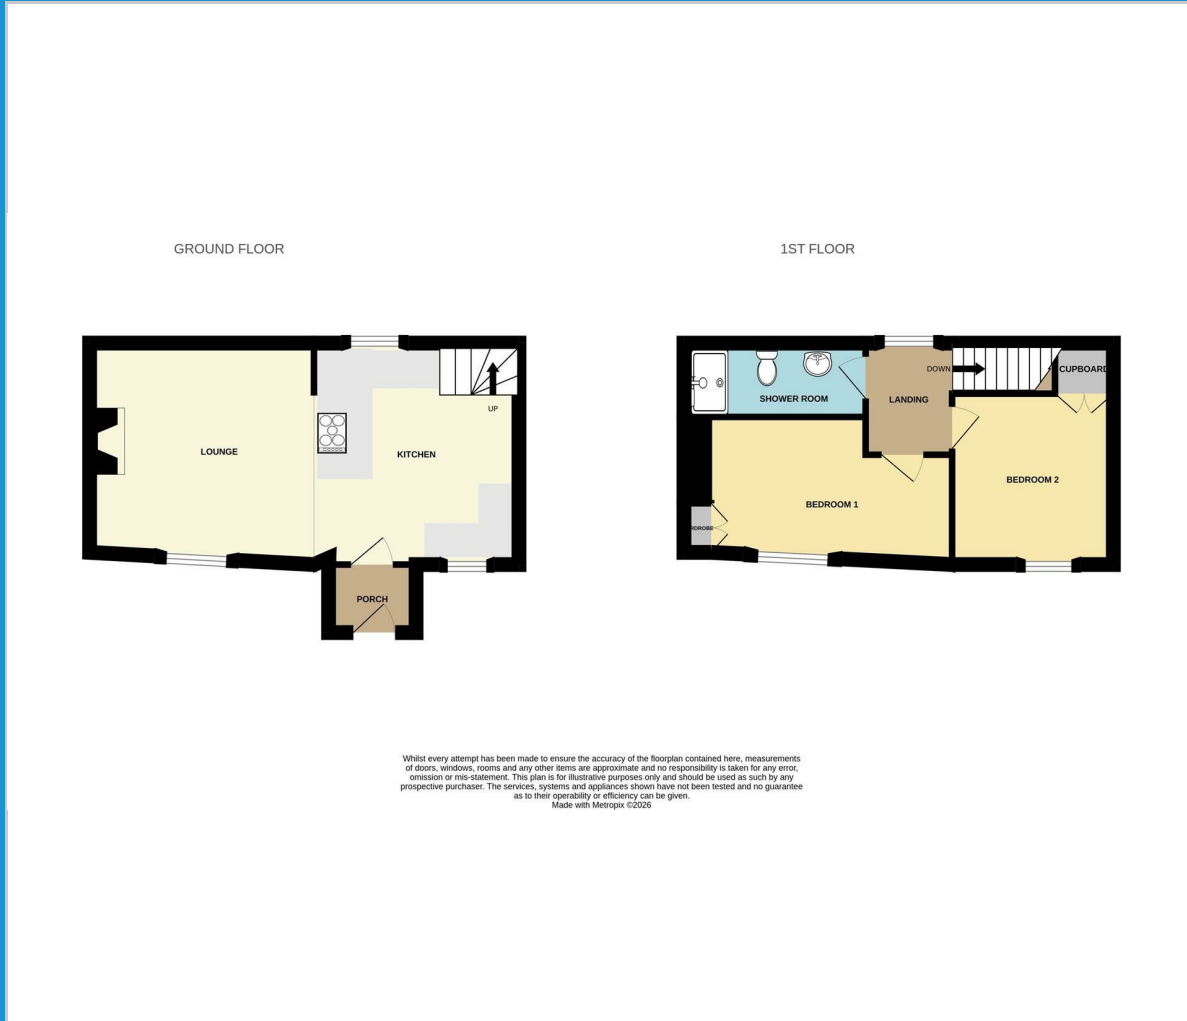 GROUND FLOOR
1ST FLOOR
DOWN
CUPBOARD
SHOWER ROOM
LANDING
UP
LOUNGE
KITCHEN
BEDROOM 2
BEDROOM 1
RDROBE
PORCH
Whilst every attempt has been made to ensure the accuracy of the floorplan contained here, measurements
of doors, windows, rooms and any other items are approximate and no responsibility is taken for any error,
omission or mis-statement. This plan is for illustrative purposes only and should be used as such by any
prospective purchaser. The services, systems and appliances shown have not been tested and no guarantee
as to their operability or efficiency can be given.
Made with Metropix ©2026